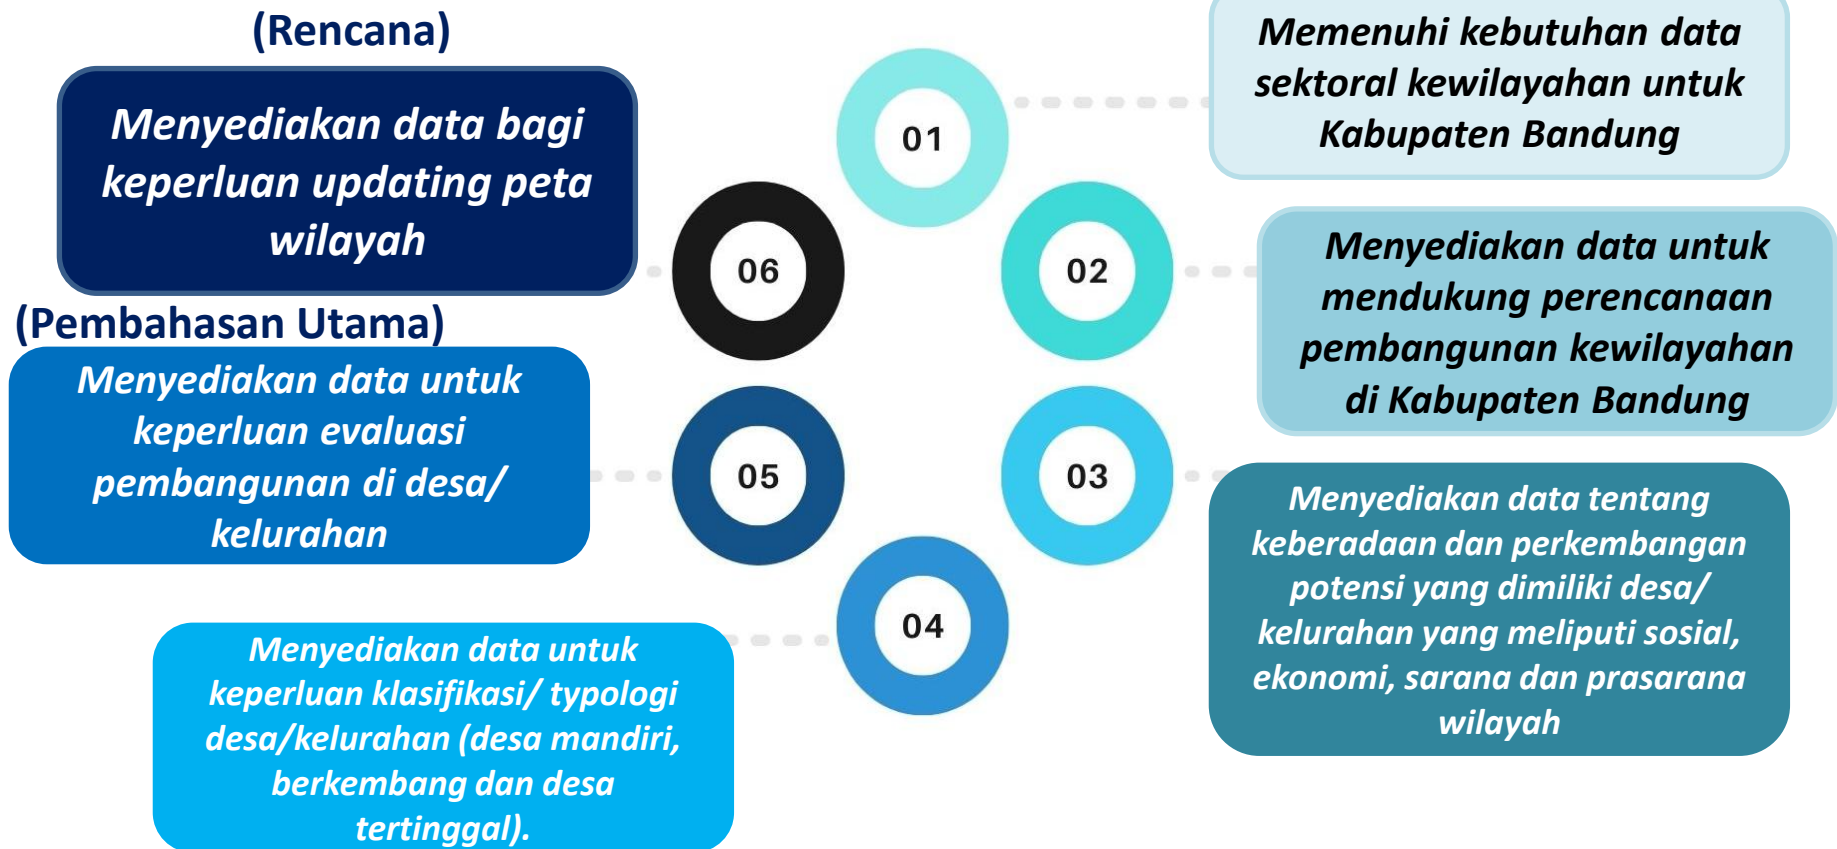 (Rencana)
Menyediakan data bagi
keperluan updating peta
wilayah
(Pembahasan Utama)
Menyediakan data untuk
keperluan evaluasi
pembangunan di desa/
kelurahan
Menyediakan data untuk
keperluan klasifikasi/ typologi
desa/kelurahan (desa mandiri,
berkembang dan desa
tertinggal).
01
02
03
04
05
06
Memenuhi kebutuhan data
sektoral kewilayahan untuk
Kabupaten Bandung
Menyediakan data untuk
mendukung perencanaan
pembangunan kewilayahan
di Kabupaten Bandung
Menyediakan data tentang
keberadaan dan perkembangan
potensi yang dimiliki desa/
kelurahan yang meliputi sosial,
ekonomi, sarana dan prasarana
wilayah